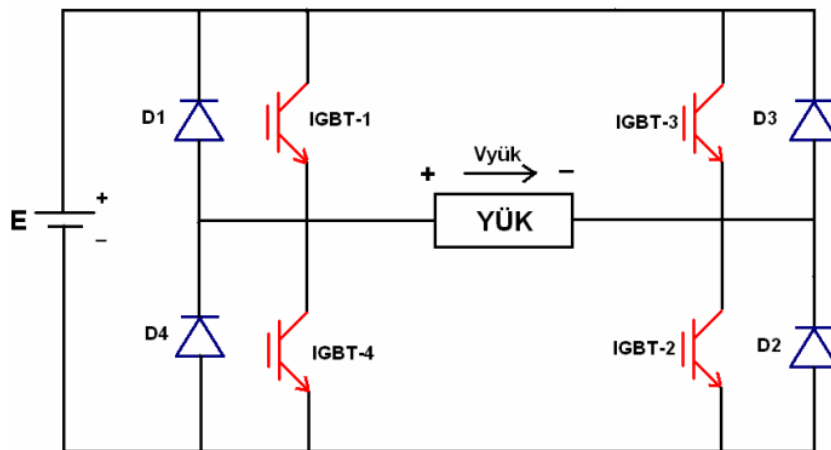 D1
IGBT-1
IGBT-3
D3
Vyük
+ −
E
+
−
YÜK
D4
IGBT-4
IGBT-2
D2